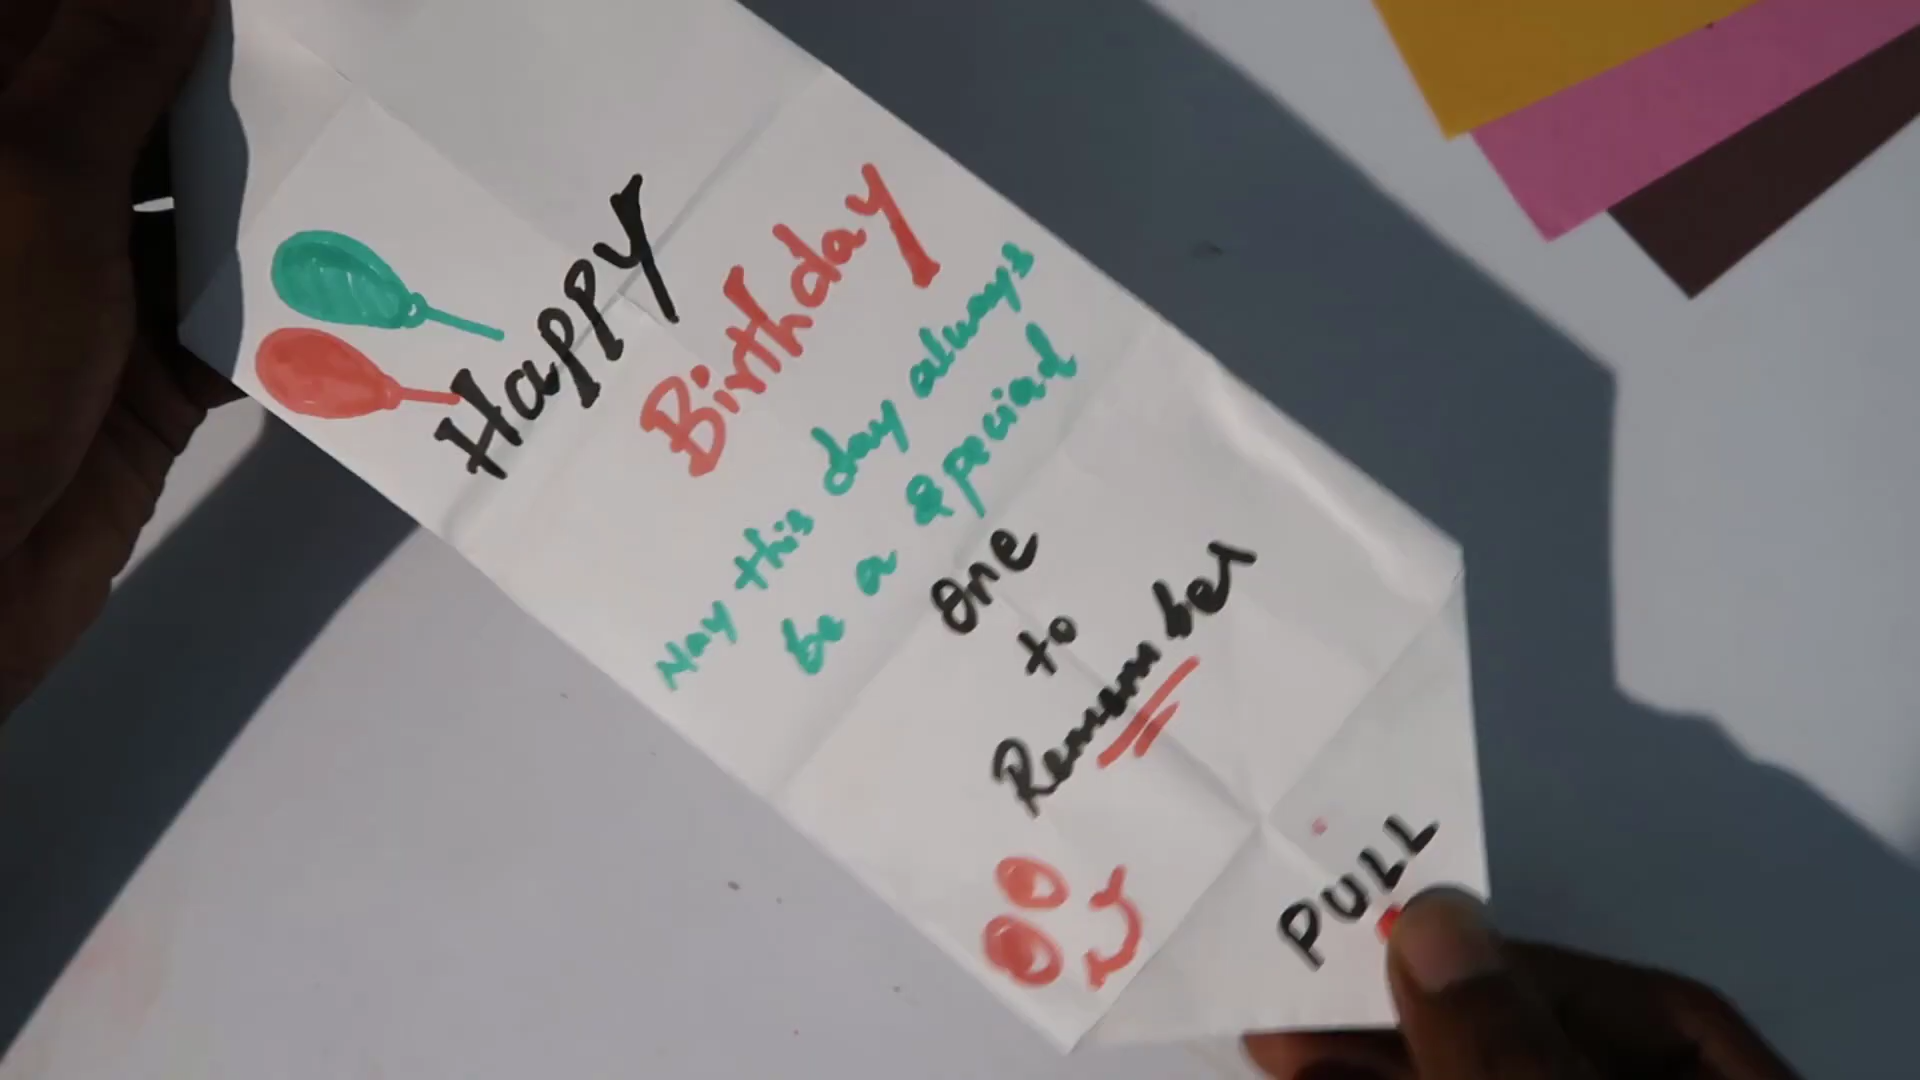 Happy
Birthday
May this day always
be a special
one
to
Remember
PULL